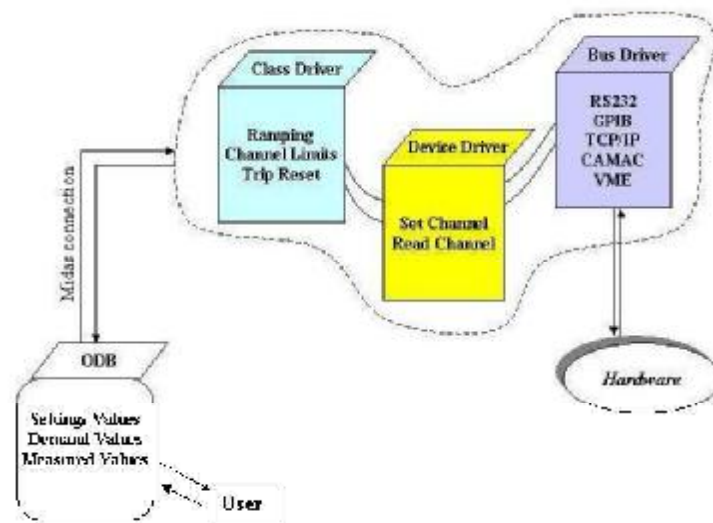 Class Driver
Ramping
Channel Limits
Trip Reset
Device Driver
Set Channel
Read Channel
Bus Driver
RS232
GPIB
TCP/IP
CAMAC
VME
Midas connection
ODB
Settings Values
Demand Values
Measured Values
User
Hardware